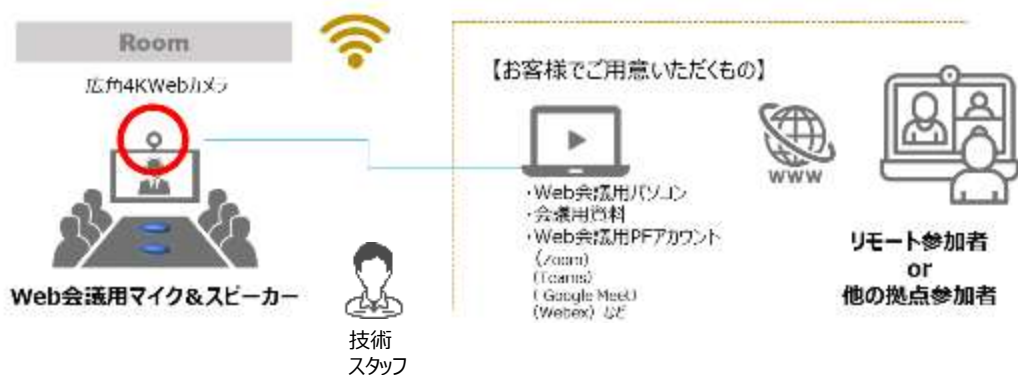 Room
広角4KWebカメラ
Web会議用マイク&スピーカー
技術
スタッフ
【お客様でご用意いただくもの】
・Web会議用パソコン
・会議用資料
・Web会議用PFアカウント
(Zoom)
(Teams)
(Google Meet)
(Webex) など
WWW
リモート参加者
or
他の拠点参加者